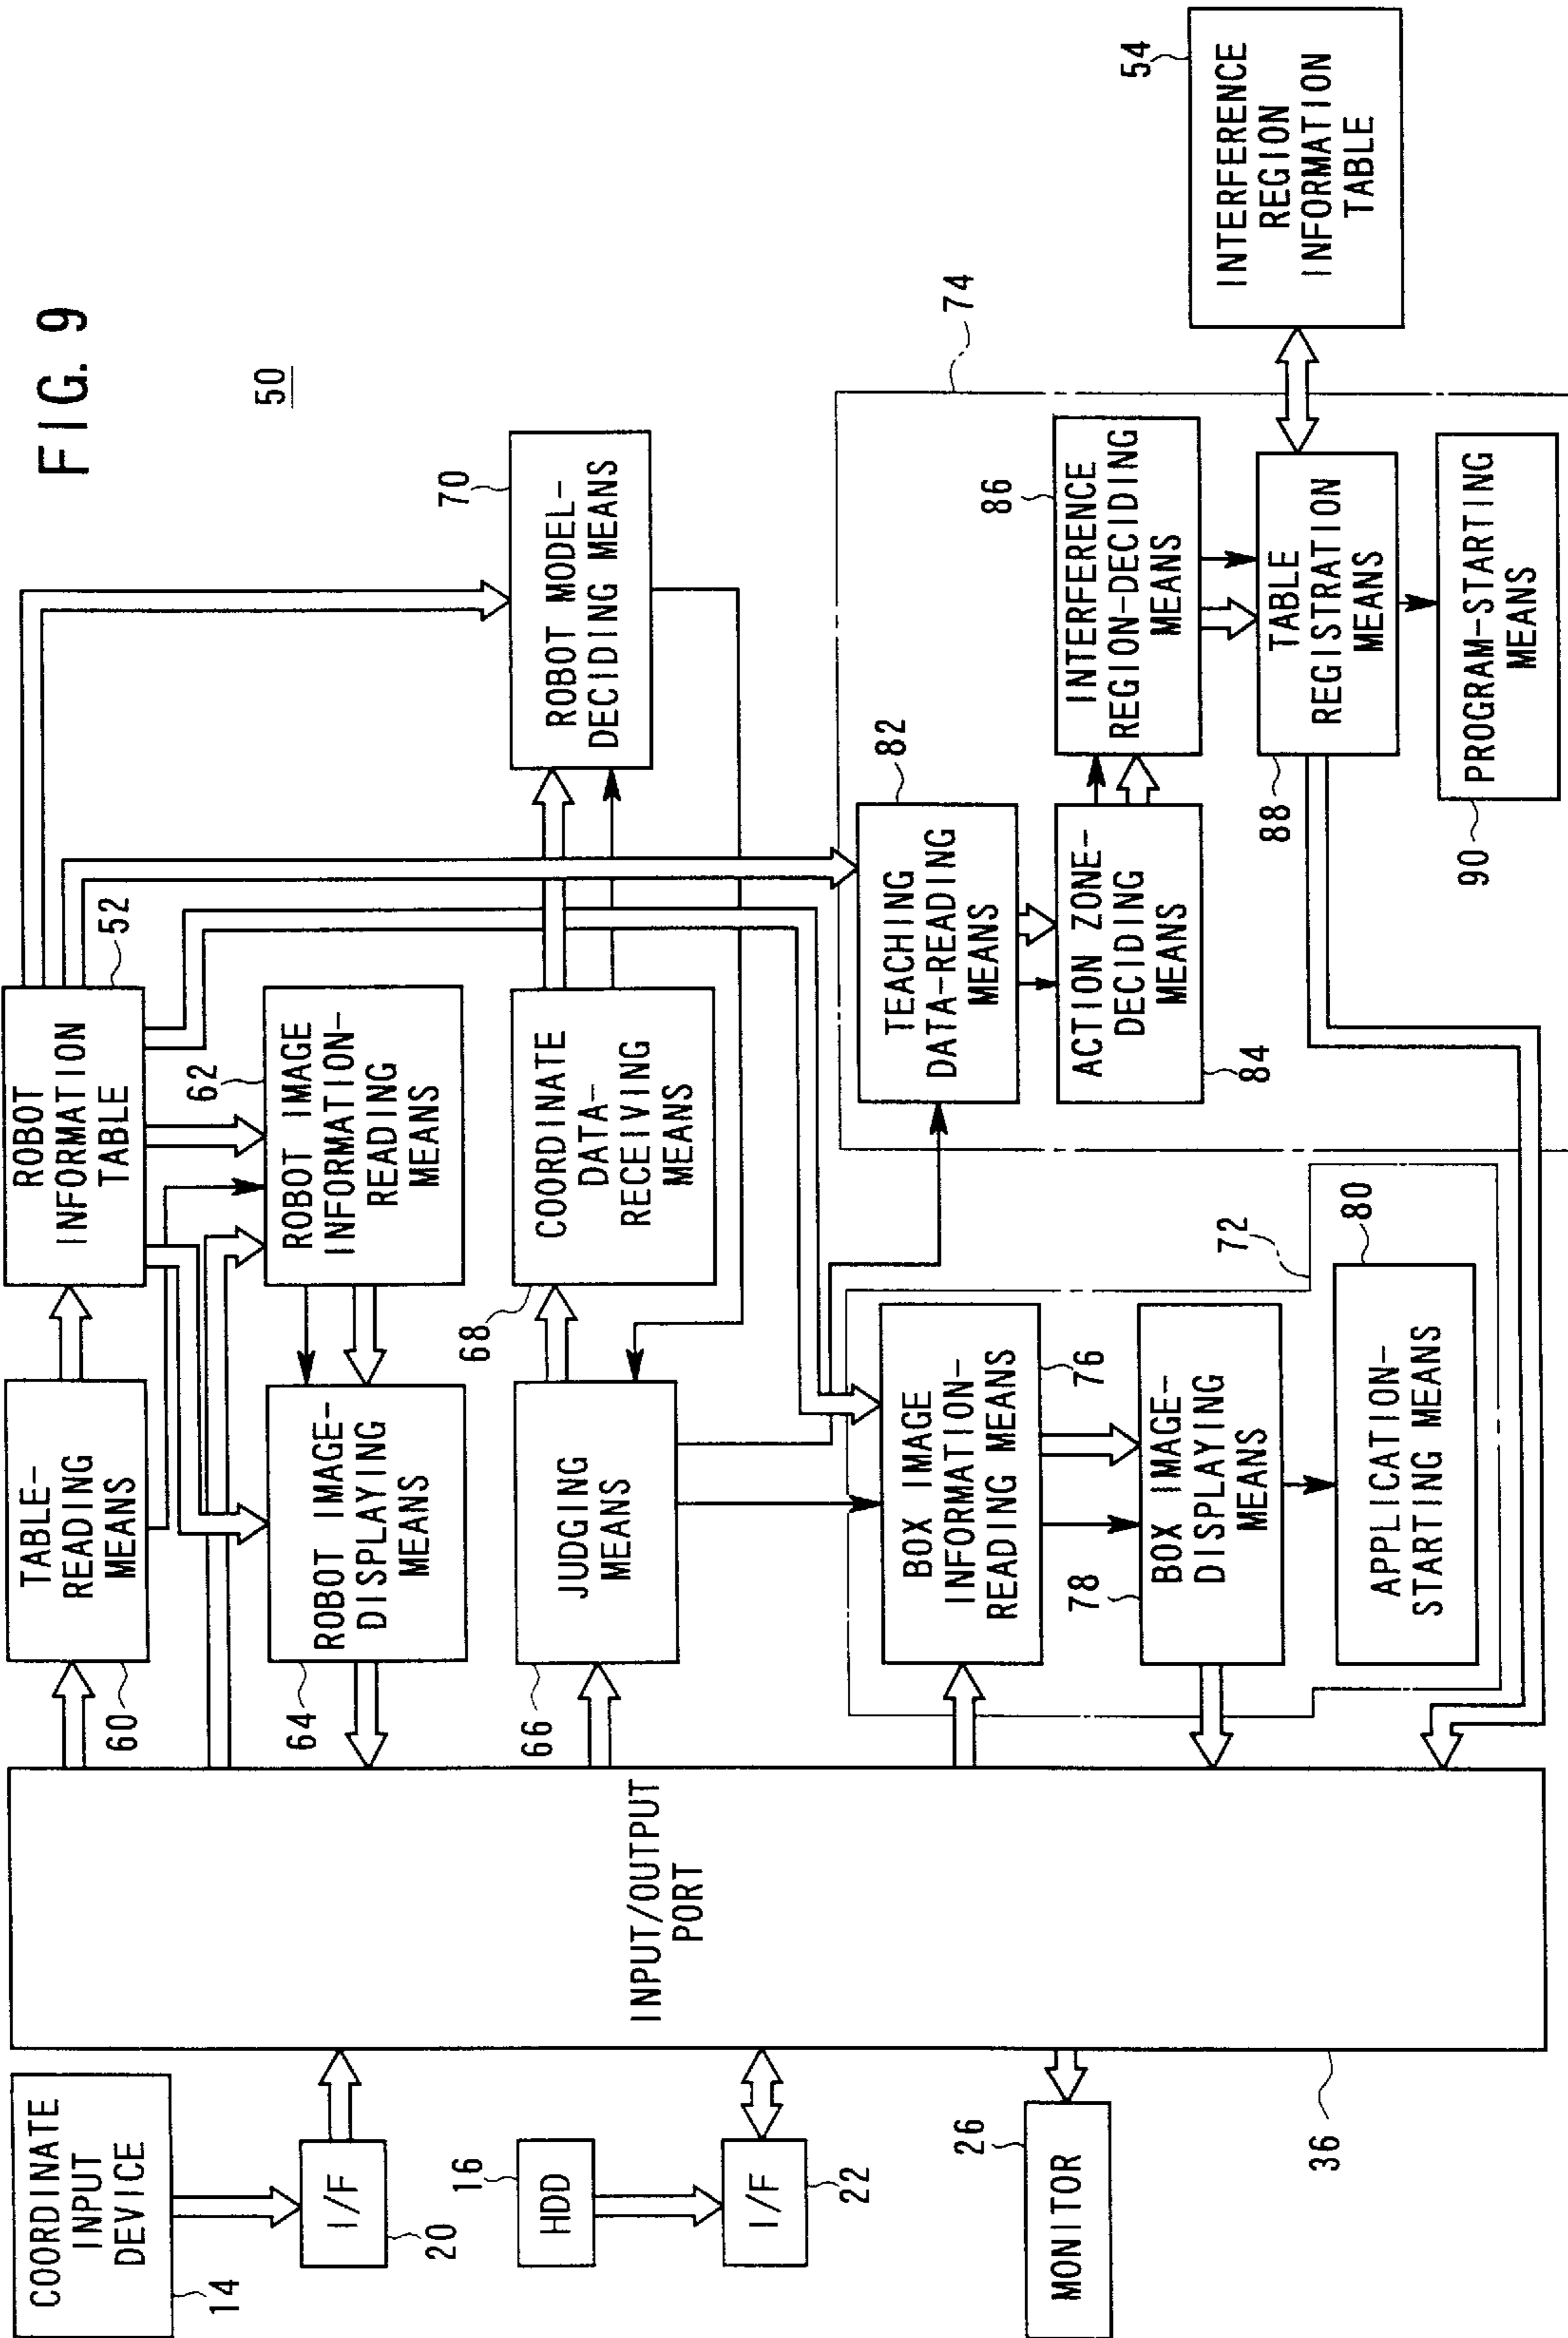 FIG. 9
50
COORDINATE
INPUT
DEVICE
14
I/F
20
HDD
16
I/F
22
MONITOR
26
INPUT/OUTPUT
PORT
36
TABLE-
READING
MEANS
60
ROBOT
INFORMATION
TABLE
52
ROBOT IMAGE
INFORMATION-
READING
MEANS
62
ROBOT IMAGE-
DISPLAYING
MEANS
64
JUDGING
MEANS
66
COORDINATE
DATA-
RECEIVING
MEANS
68
ROBOT MODEL-
DECIDING MEANS
70
72
BOX IMAGE
INFORMATION-
READING MEANS
76
BOX IMAGE-
DISPLAYING
MEANS
78
APPLICATION-
STARTING MEANS
80
74
TEACHING
DATA-READING
MEANS
82
ACTION ZONE-
DECIDING
MEANS
84
INTERFERENCE
REGION-DECIDING
MEANS
86
TABLE
REGISTRATION
MEANS
88
PROGRAM-STARTING
MEANS
90
INTERFERENCE
REGION
INFORMATION
TABLE
54